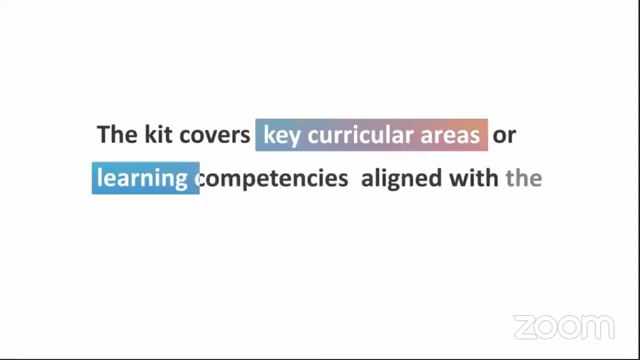 The kit covers key curricular areas or
learning competencies aligned with the
zoom